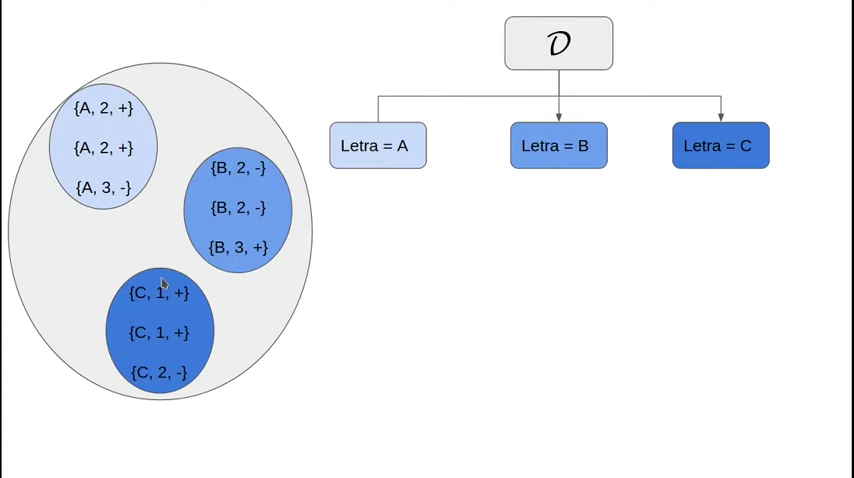 𝒟
{A, 2, +}
{A, 2, +}
{A, 3, -}
Letra = A
Letra = B
Letra = C
{B, 2, -}
{B, 2, -}
{B, 3, +}
{C, 1, +}
{C, 1, +}
{C, 2, -}